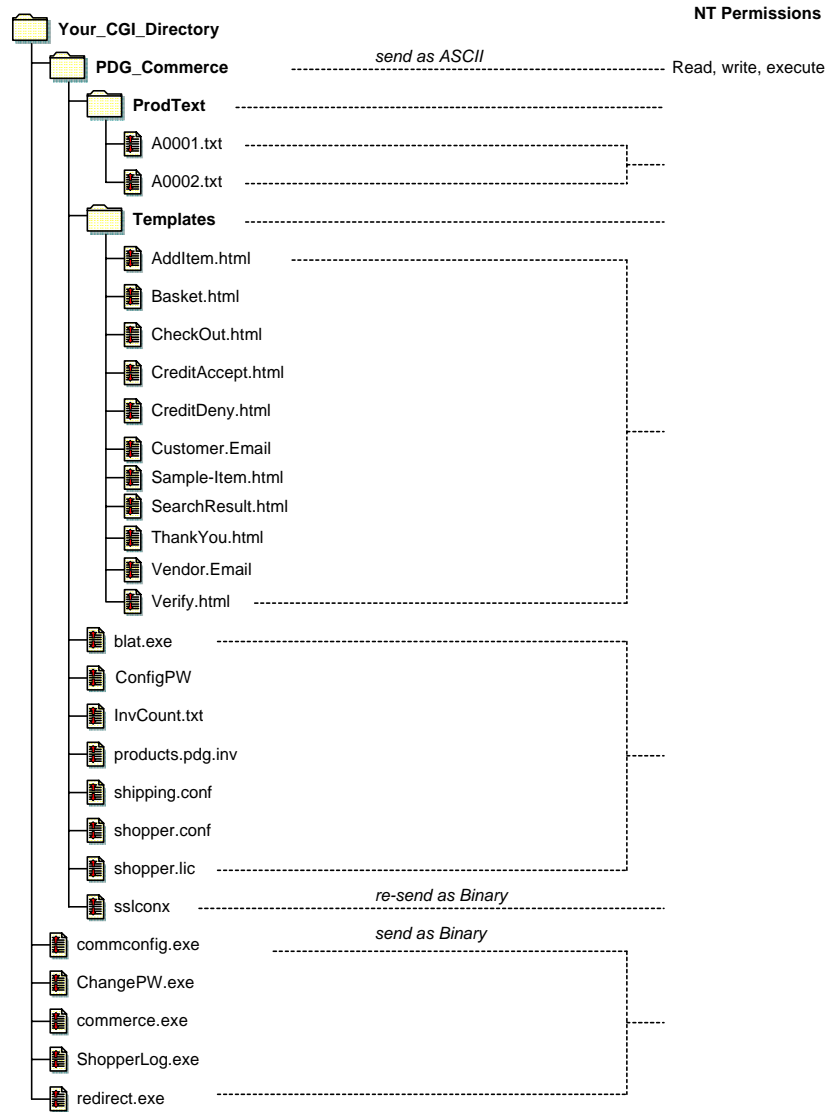 NT Permissions
Your_CGI_Directory
PDG_Commerce send as ASCII Read, write, execute
ProdText
A0001.txt
A0002.txt
Templates
AddItem.html
Basket.html
CheckOut.html
CreditAccept.html
CreditDeny.html
Customer.Email
Sample-Item.html
SearchResult.html
ThankYou.html
Vendor.Email
Verify.html
blat.exe
ConfigPW
InvCount.txt
products.pdg.inv
shipping.conf
shopper.conf
shopper.lic
sslconx re-send as Binary
commconfig.exe send as Binary
ChangePW.exe
commerce.exe
ShopperLog.exe
redirect.exe